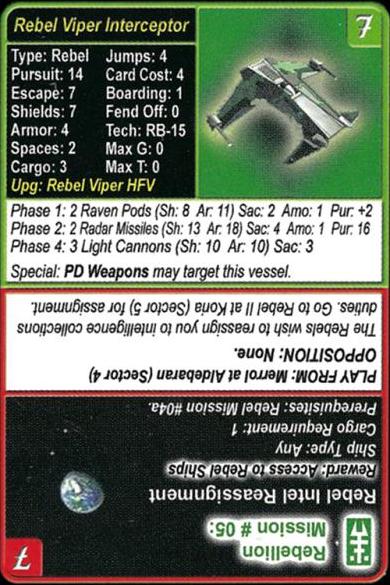 Rebel Viper Interceptor
7
Type: Rebel Jumps: 4
Pursuit: 14 Card Cost: 4
Escape: 7 Boarding: 1
Shields: 7 Fend Off: 0
Armor: 4 Tech: RB-15
Spaces: 2 Max G: 0
Cargo: 3 Max T: 0
Upg: Rebel Viper HFV
Phase 1: 2 Raven Pods (Sh: 8 Ar: 11) Sac: 2 Amo: 1 Pur: +2
Phase 2: 2 Radar Missiles (Sh: 13 Ar: 18) Sac: 4 Amo: 1 Pur: 16
Phase 4: 3 Light Cannons (Sh: 10 Ar: 10) Sac: 3
Special: PD Weapons may target this vessel.
Rebellion
Mission # 05:
7
Rebel Intel Reassignment
Reward: Access to Rebel Ships
Ship Type: Any
Cargo Requirement: 1
Prerequisites: Rebel Mission #04a.
PLAY FROM: Merrol at Aldebaran (Sector 4)
OPPOSITION: None.
The Rebels wish to reassign you to intelligence collections
duties. Go to Rebel II at Koria (Sector 5) for assignment.